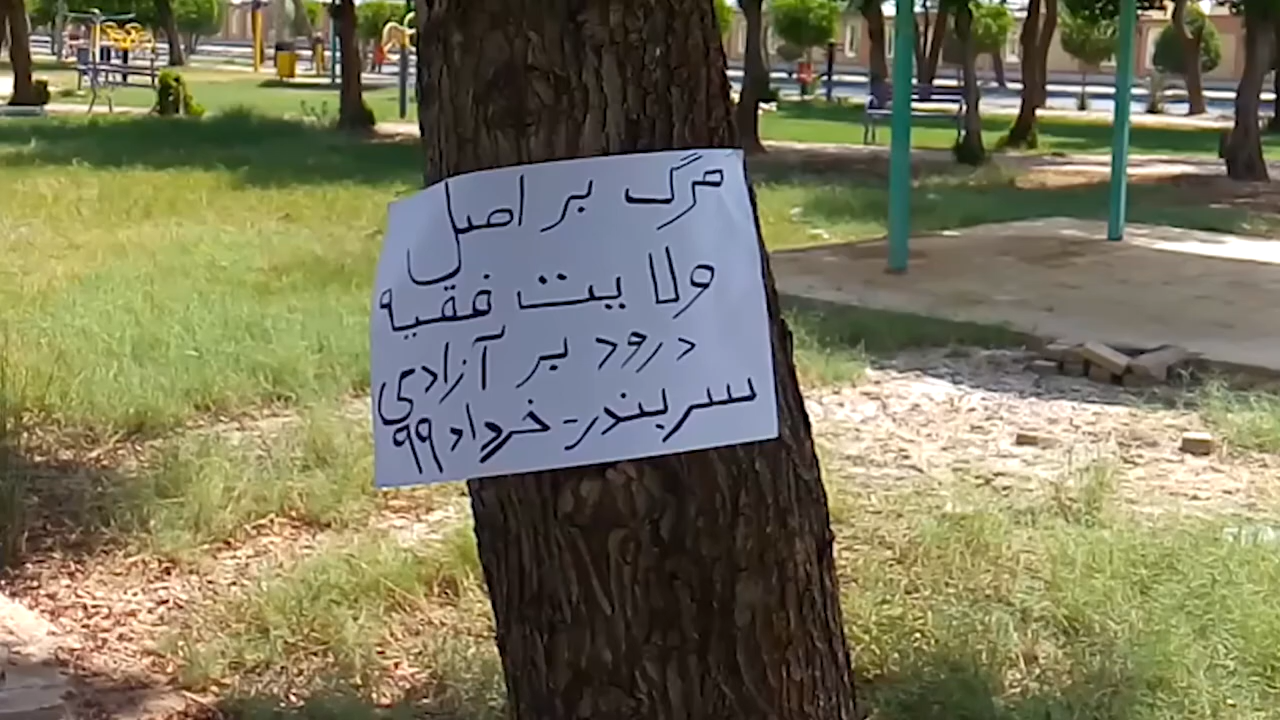 مرگ بر اصل
ولایت فقیه
درود بر آزادی
سربندر - خرداد ۹۹